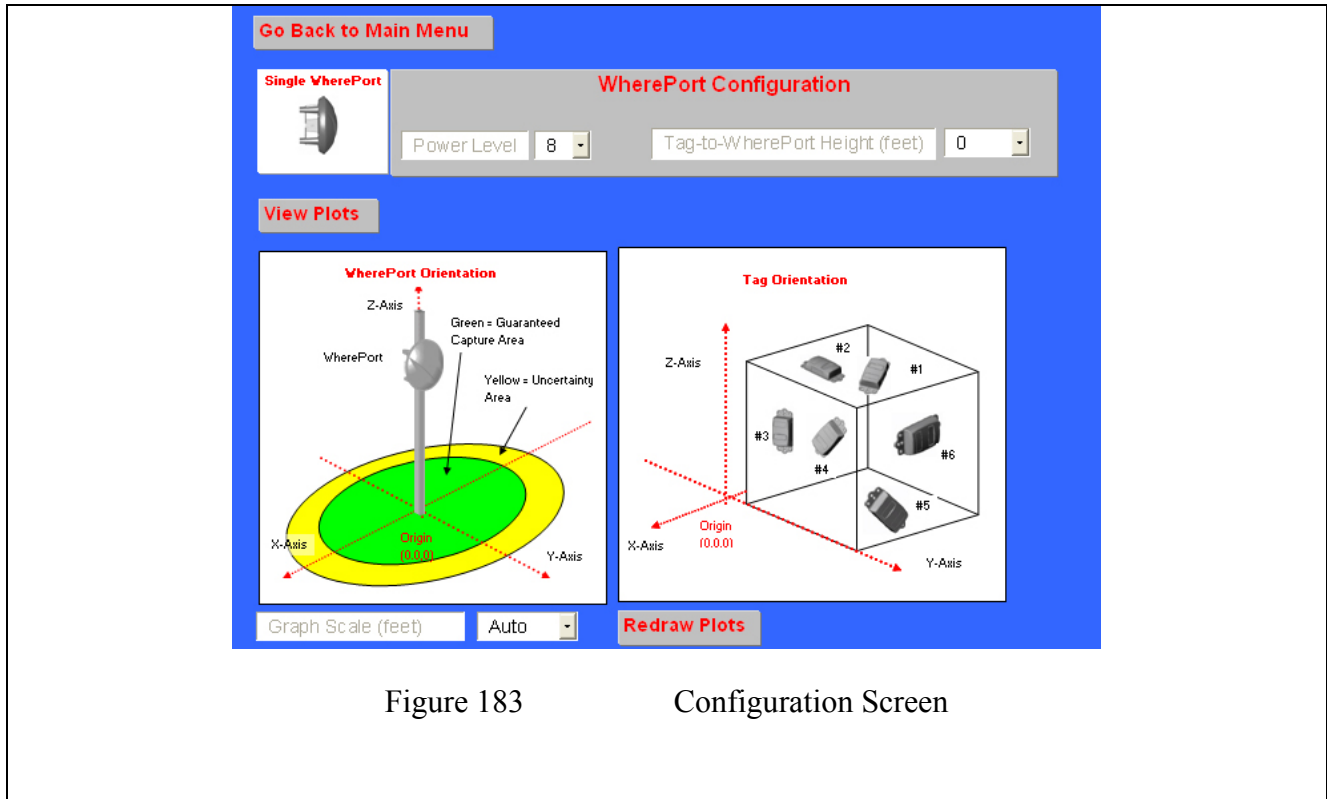 Go Back to Main Menu
Single WherePort
WherePort Configuration
Power Level 8
Tag-to-WherePort Height (feet) 0
View Plots
WherePort Orientation
Z-Axis
Green = Guaranteed
Capture Area
WherePort
Yellow = Uncertainty
Area
X-Axis
Origin
(0,0,0)
Y-Axis
Tag Orientation
Z-Axis
#2
#1
#3
#4
#6
#5
Origin
(0,0,0)
X-Axis
Y-Axis
Graph Scale (feet) Auto
Redraw Plots
Figure 183 Configuration Screen